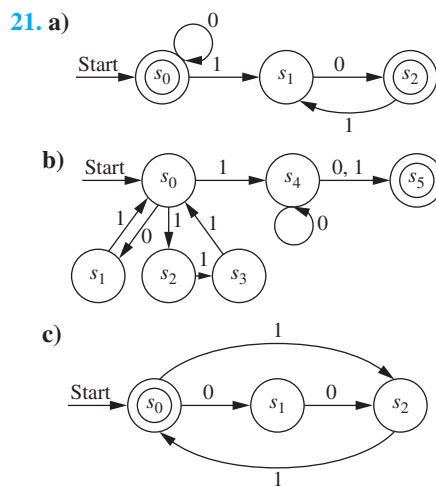 21. a)
0
Start s0 1 s1 0 s2
1
b)
Start s0 1 s4 0, 1 s5
0
1 0 1 1
s1 s2 1 s3
c)
1
Start s0 0 s1 0 s2
1